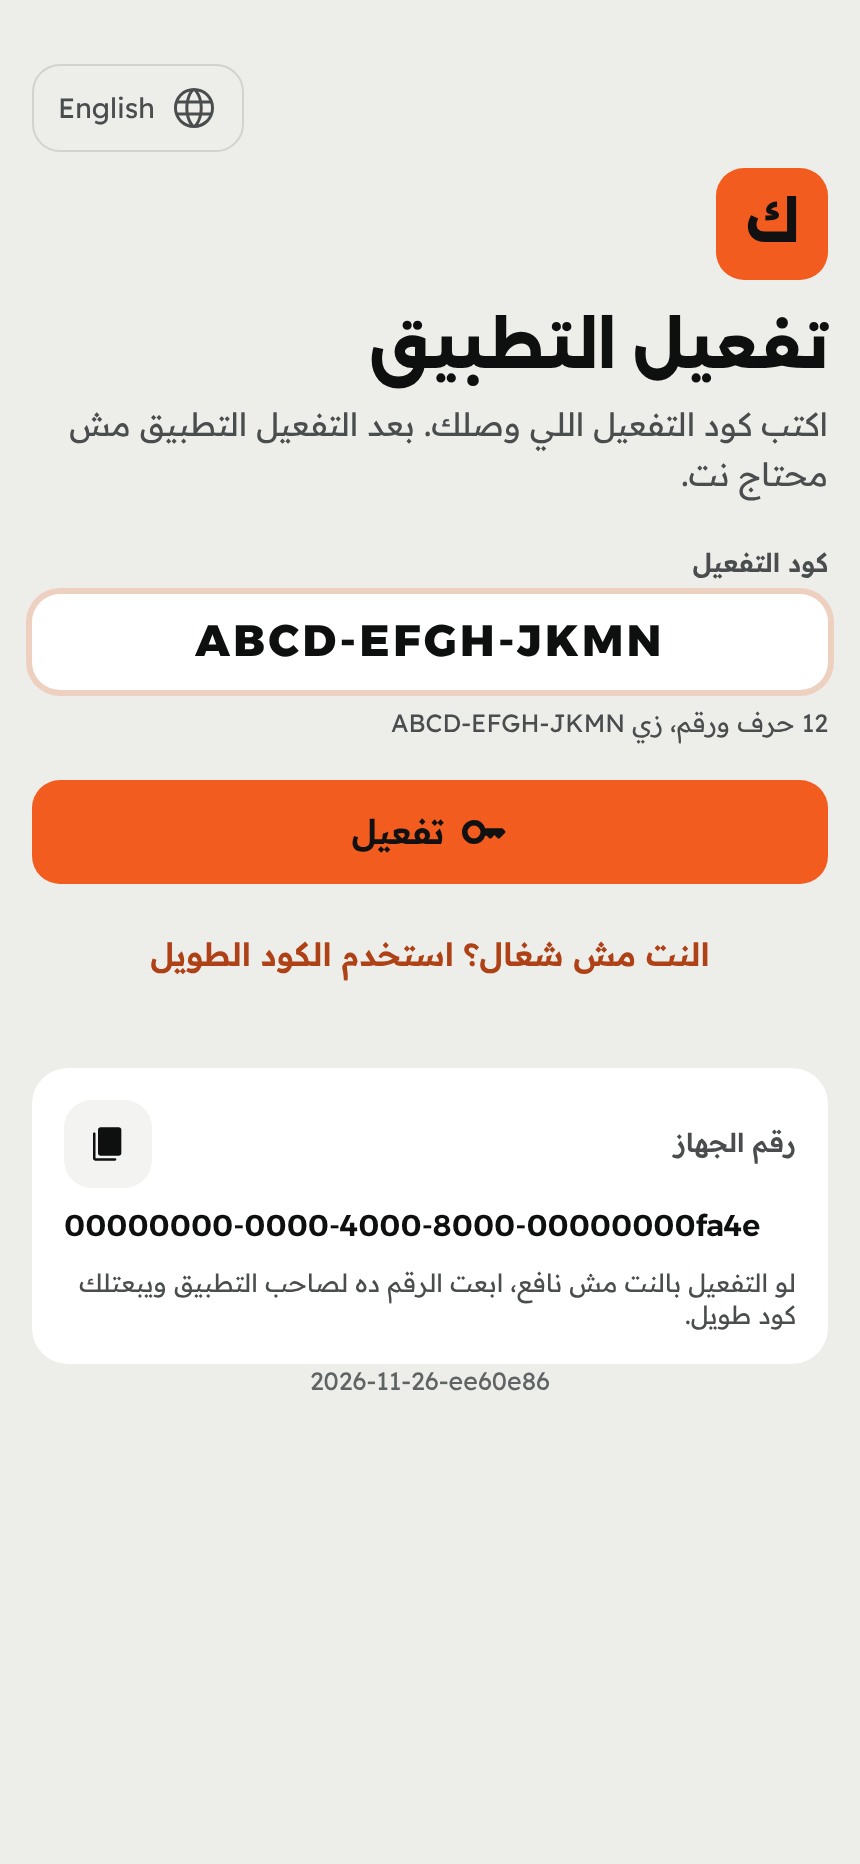 English
ك
تفعيل التطبيق
اكتب كود التفعيل اللي وصلك. بعد التفعيل التطبيق مش
محتاج نت.
كود التفعيل
ABCD-EFGH-JKMN
12 حرف ورقم، زي ABCD-EFGH-JKMN
تفعيل
النت مش شغال؟ استخدم الكود الطويل
رقم الجهاز
00000000-0000-4000-8000-00000000fa4e
لو التفعيل بالنت مش نافع، ابعت الرقم ده لصاحب التطبيق ويبعتلك
كود طويل.
2026-11-26-ee60e86